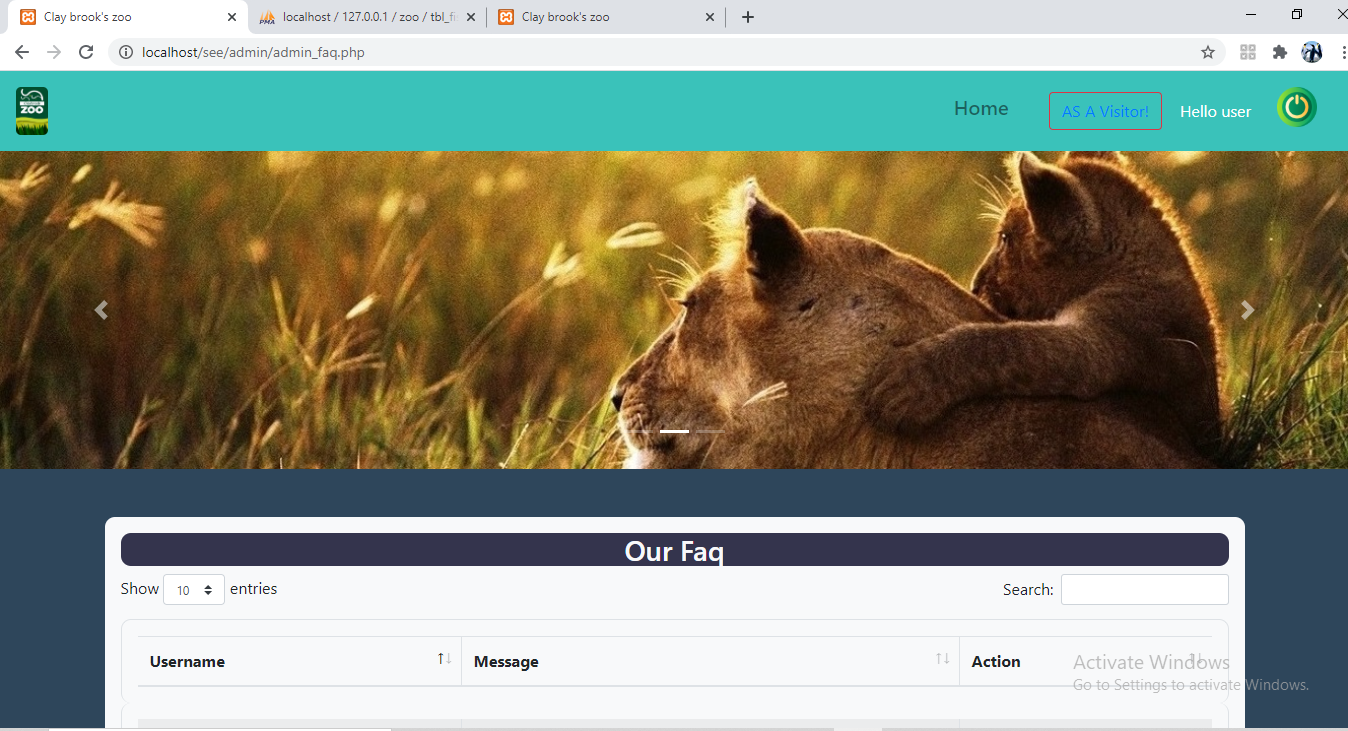 Clay brook's zoo
localhost / 127.0.0.1 / zoo / tbl_fi
Clay brook's zoo
localhost/see/admin/admin_faq.php
ZOO
Home
AS A Visitor!
Hello user
Our Faq
Show 10 entries
Search:
Username
Message
Action
Activate Windows
Go to Settings to activate Windows.